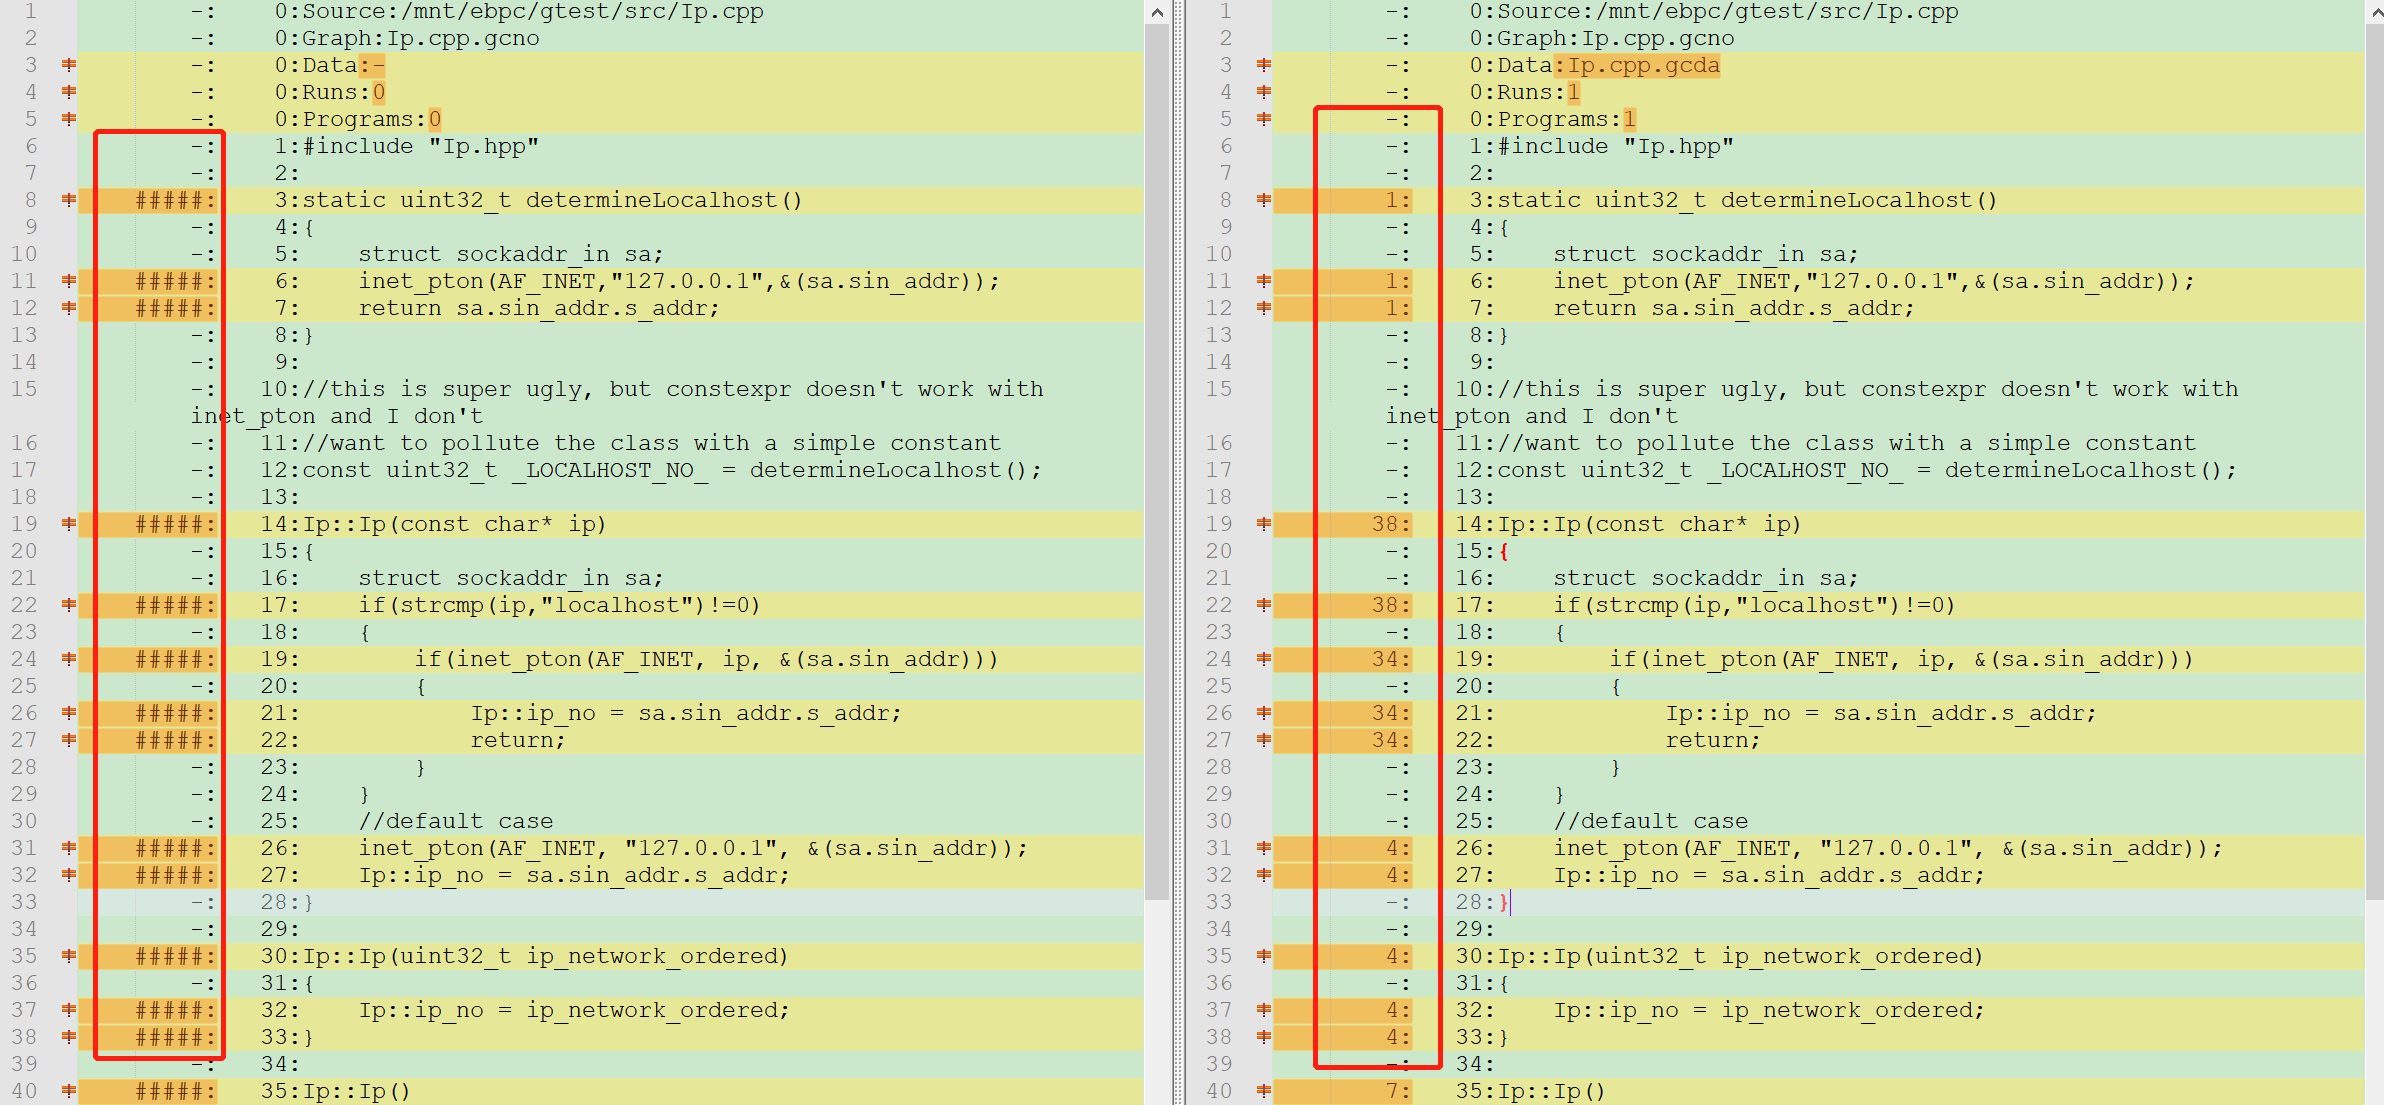 1 -: 0:Source:/mnt/ebpc/gtest/src/Ip.cpp
2 -: 0:Graph:Ip.cpp.gcno
3 -: 0:Data:-
4 -: 0:Runs:0
5 -: 0:Programs:0
6 -: 1:#include "Ip.hpp"
7 -: 2:
8 #####: 3:static uint32_t determineLocalhost()
9 -: 4:{
10 -: 5: struct sockaddr_in sa;
11 #####: 6: inet_pton(AF_INET,"127.0.0.1",&(sa.sin_addr));
12 #####: 7: return sa.sin_addr.s_addr;
13 -: 8:}
14 -: 9:
15 -: 10://this is super ugly, but constexpr doesn't work with
inet_pton and I don't
16 -: 11://want to pollute the class with a simple constant
17 -: 12:const uint32_t _LOCALHOST_NO_ = determineLocalhost();
18 -: 13:
19 #####: 14:Ip::Ip(const char* ip)
20 -: 15:{
21 -: 16: struct sockaddr_in sa;
22 #####: 17: if(strcmp(ip,"localhost")!=0)
23 -: 18: {
24 #####: 19: if(inet_pton(AF_INET, ip, &(sa.sin_addr)))
25 -: 20: {
26 #####: 21: Ip::ip_no = sa.sin_addr.s_addr;
27 #####: 22: return;
28 -: 23: }
29 -: 24: }
30 -: 25: //default case
31 #####: 26: inet_pton(AF_INET, "127.0.0.1", &(sa.sin_addr));
32 #####: 27: Ip::ip_no = sa.sin_addr.s_addr;
33 -: 28:}
34 -: 29:
35 #####: 30:Ip::Ip(uint32_t ip_network_ordered)
36 -: 31:{
37 #####: 32: Ip::ip_no = ip_network_ordered;
38 #####: 33:}
39 -: 34:
40 #####: 35:Ip::Ip()
1 -: 0:Source:/mnt/ebpc/gtest/src/Ip.cpp
2 -: 0:Graph:Ip.cpp.gcno
3 -: 0:Data:Ip.cpp.gcda
4 -: 0:Runs:1
5 -: 0:Programs:1
6 -: 1:#include "Ip.hpp"
7 -: 2:
8 1: 3:static uint32_t determineLocalhost()
9 -: 4:{
10 -: 5: struct sockaddr_in sa;
11 1: 6: inet_pton(AF_INET,"127.0.0.1",&(sa.sin_addr));
12 1: 7: return sa.sin_addr.s_addr;
13 -: 8:}
14 -: 9:
15 -: 10://this is super ugly, but constexpr doesn't work with
inet_pton and I don't
16 -: 11://want to pollute the class with a simple constant
17 -: 12:const uint32_t _LOCALHOST_NO_ = determineLocalhost();
18 -: 13:
19 38: 14:Ip::Ip(const char* ip)
20 -: 15:{
21 -: 16: struct sockaddr_in sa;
22 38: 17: if(strcmp(ip,"localhost")!=0)
23 -: 18: {
24 34: 19: if(inet_pton(AF_INET, ip, &(sa.sin_addr)))
25 -: 20: {
26 34: 21: Ip::ip_no = sa.sin_addr.s_addr;
27 34: 22: return;
28 -: 23: }
29 -: 24: }
30 -: 25: //default case
31 4: 26: inet_pton(AF_INET, "127.0.0.1", &(sa.sin_addr));
32 4: 27: Ip::ip_no = sa.sin_addr.s_addr;
33 -: 28:}
34 -: 29:
35 4: 30:Ip::Ip(uint32_t ip_network_ordered)
36 -: 31:{
37 4: 32: Ip::ip_no = ip_network_ordered;
38 4: 33:}
39 -: 34:
40 7: 35:Ip::Ip()